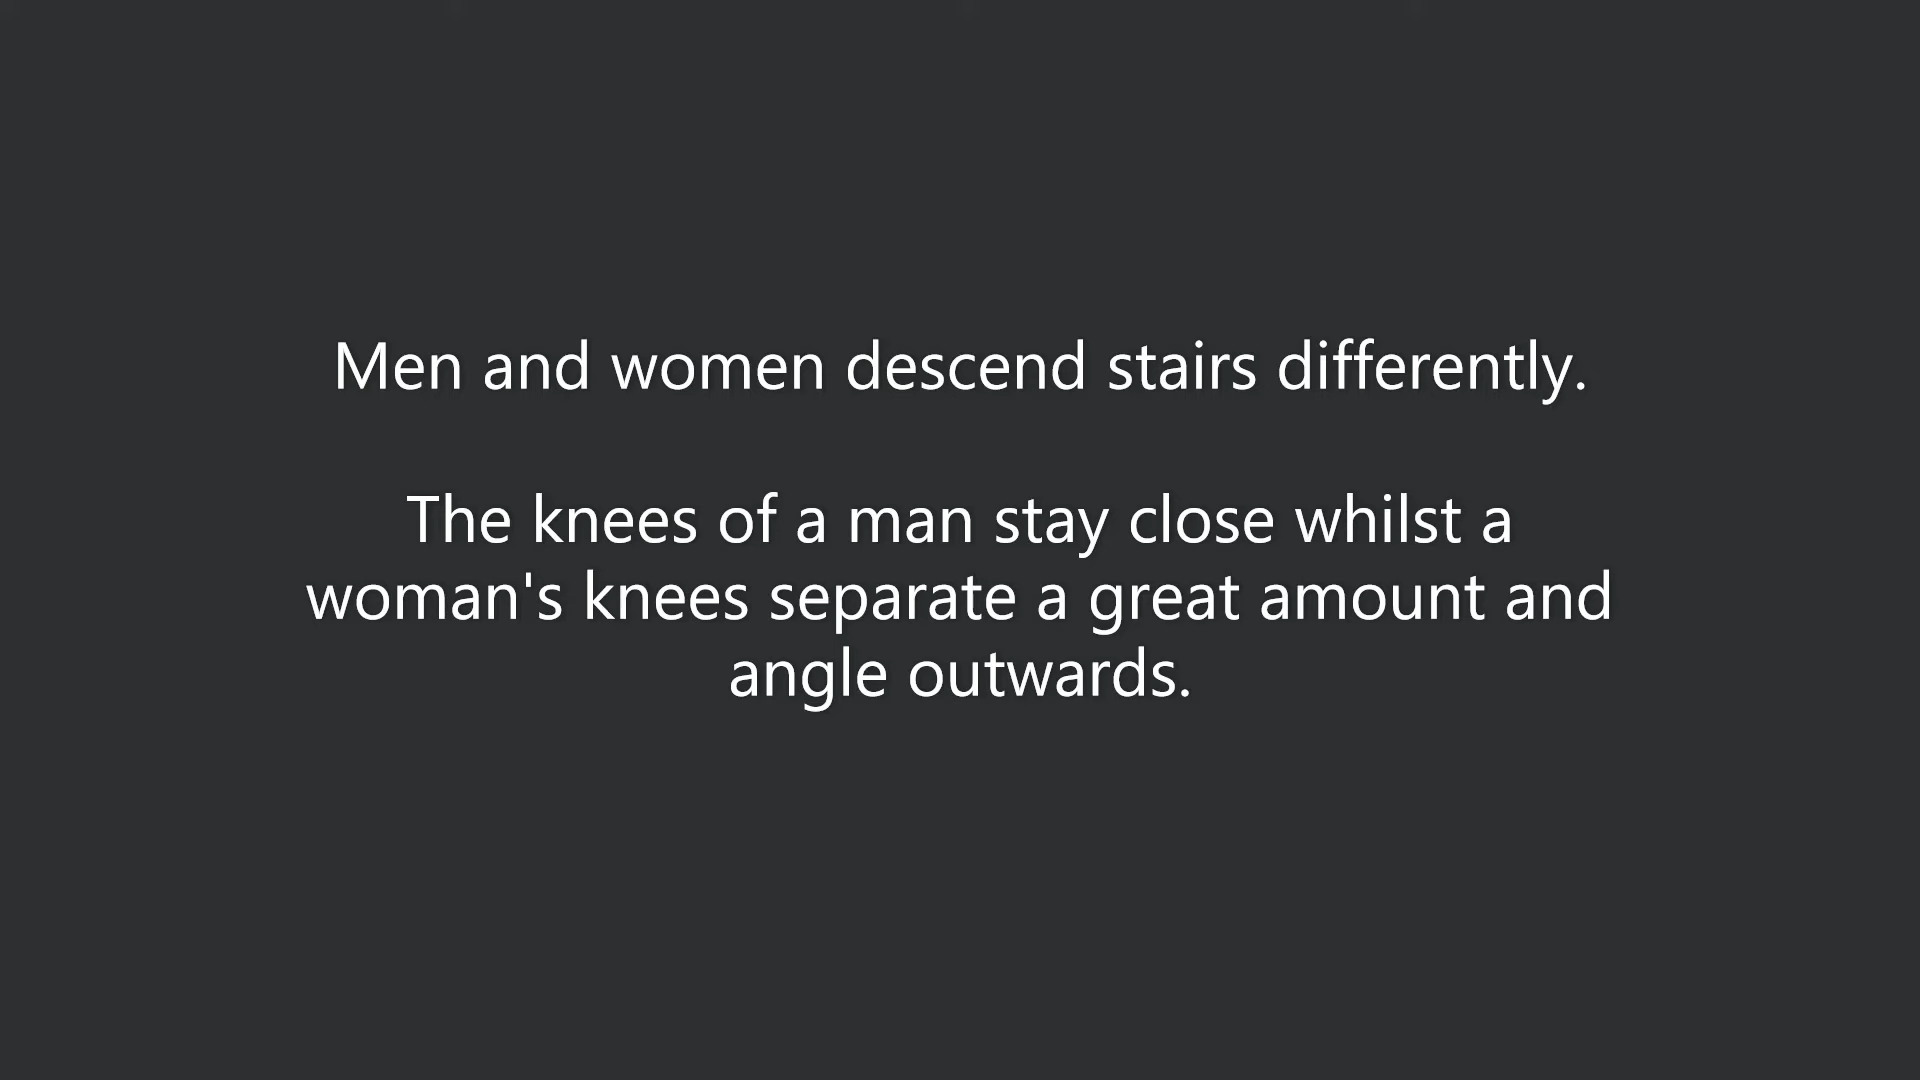 Men and women descend stairs differently.
The knees of a man stay close whilst a
woman's knees separate a great amount and
angle outwards.